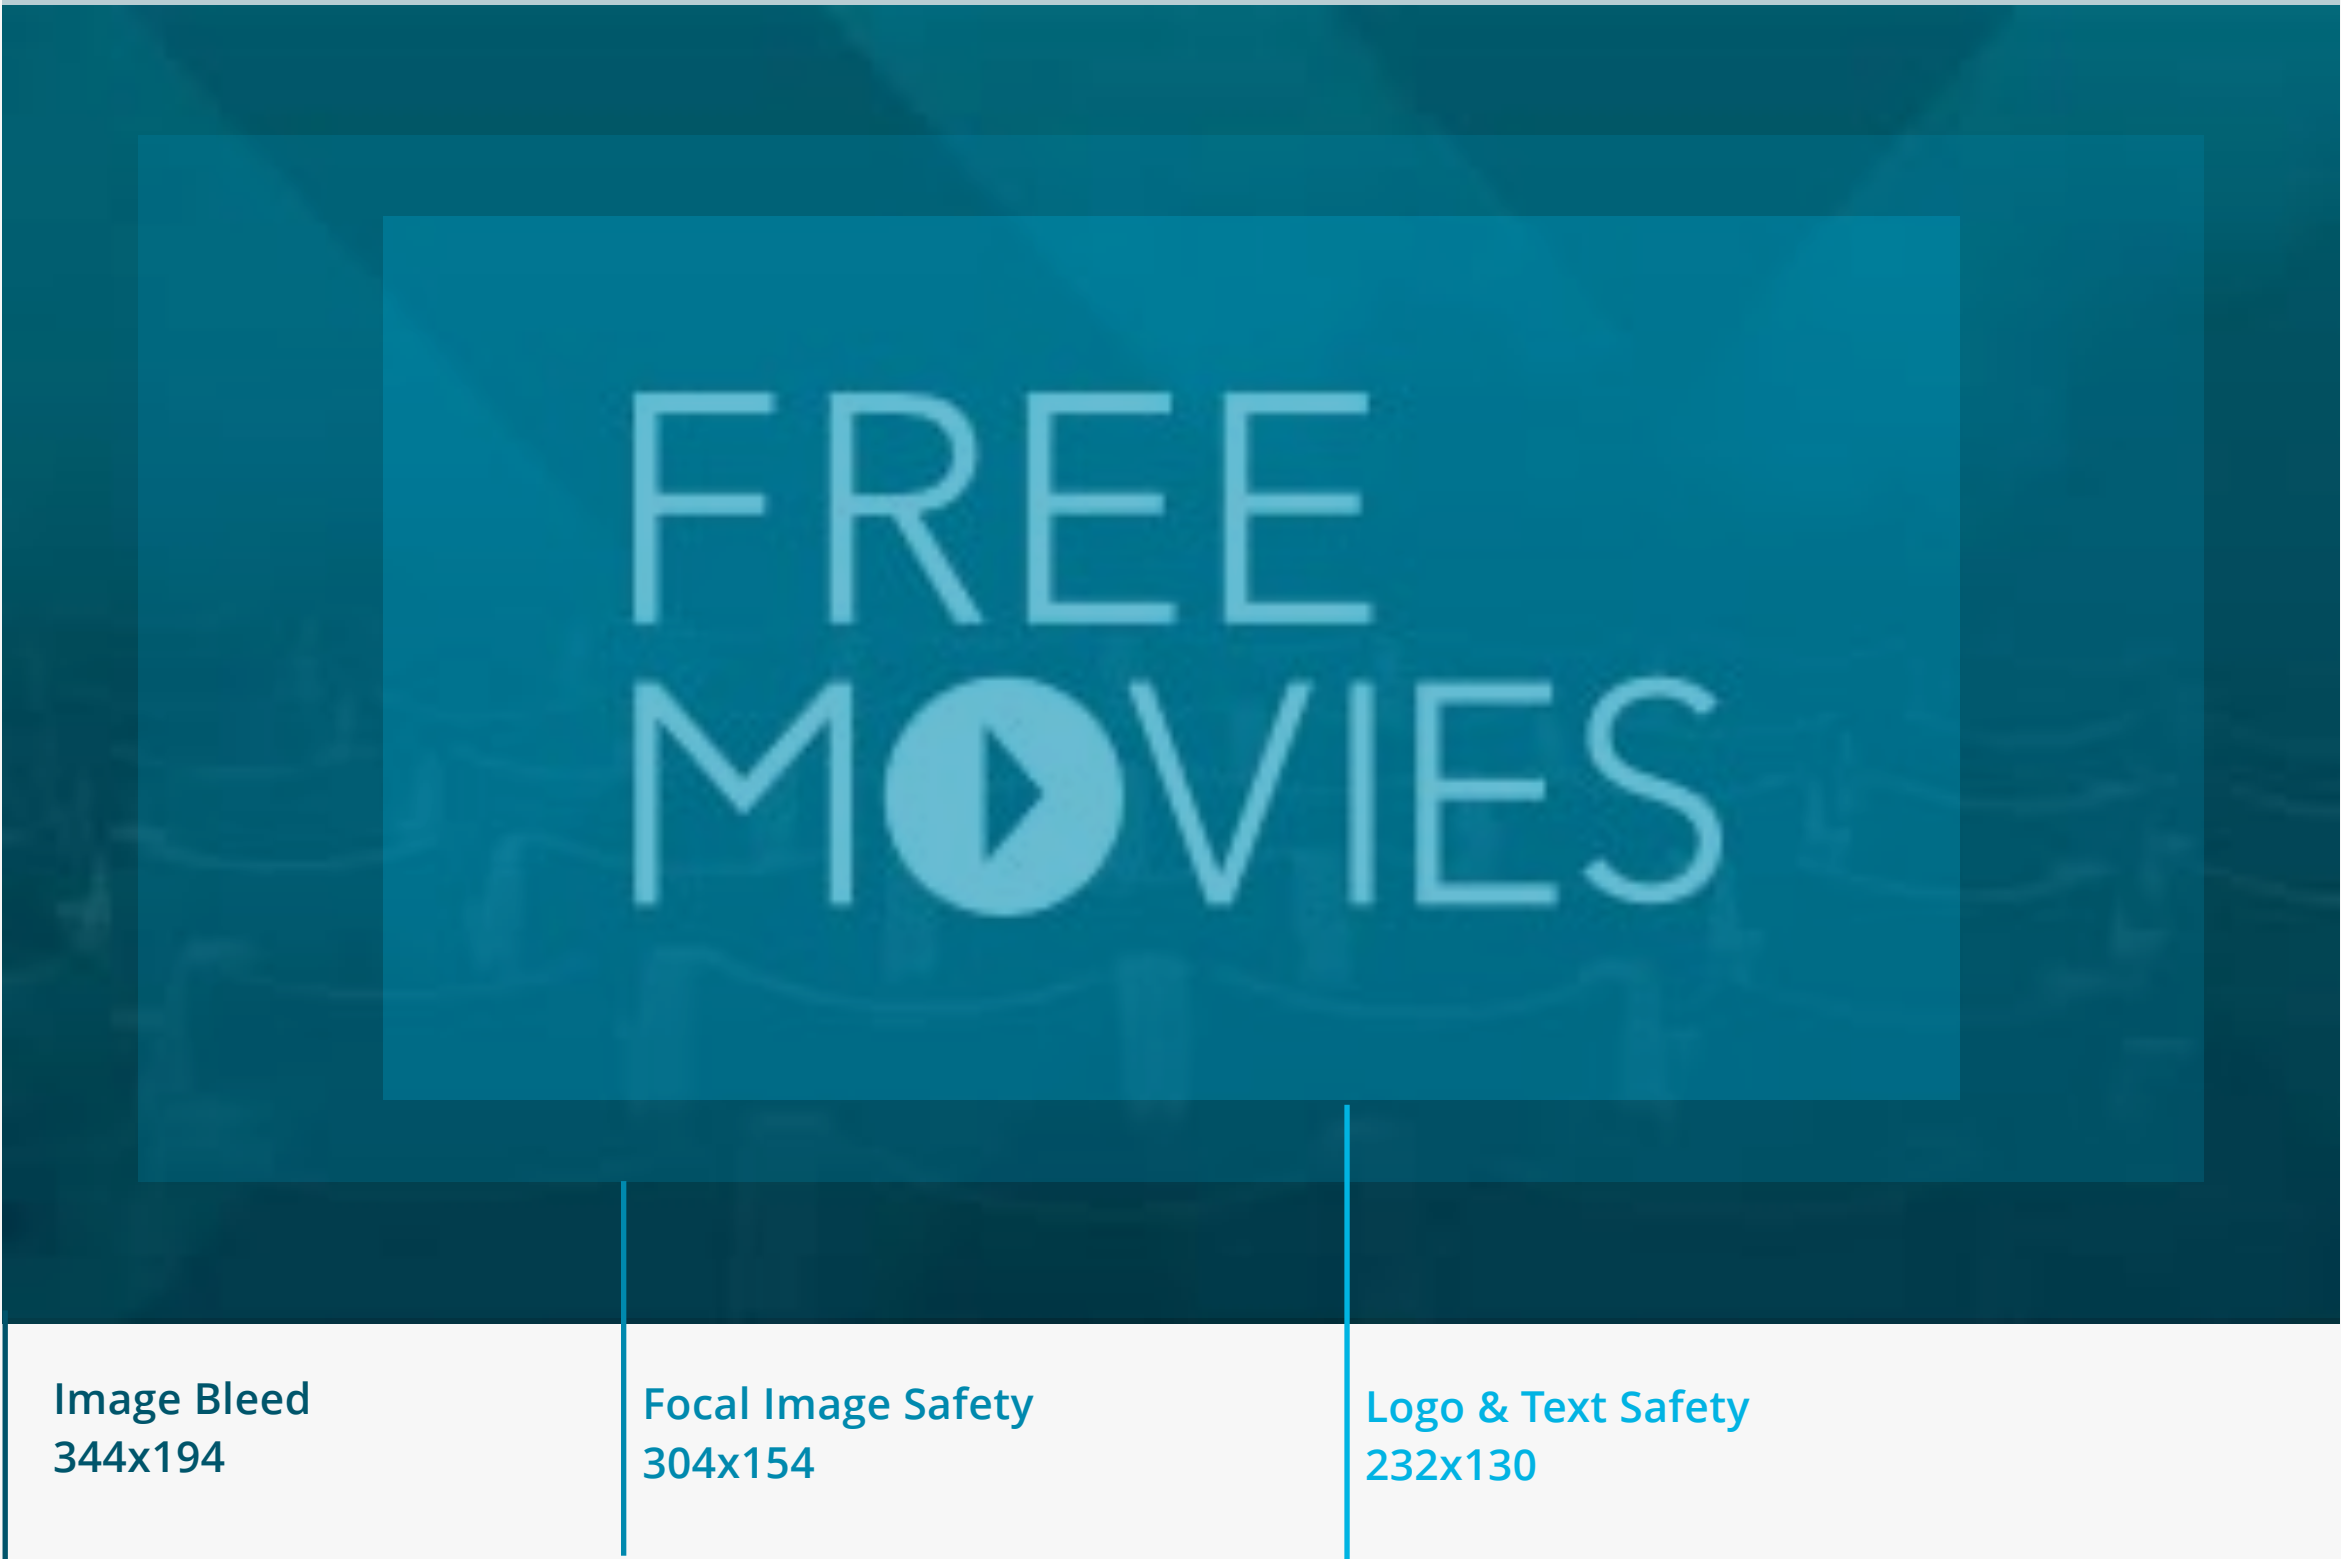 FREE
MOVIES
Image Bleed
344x194
Focal Image Safety
304x154
Logo & Text Safety
232x130